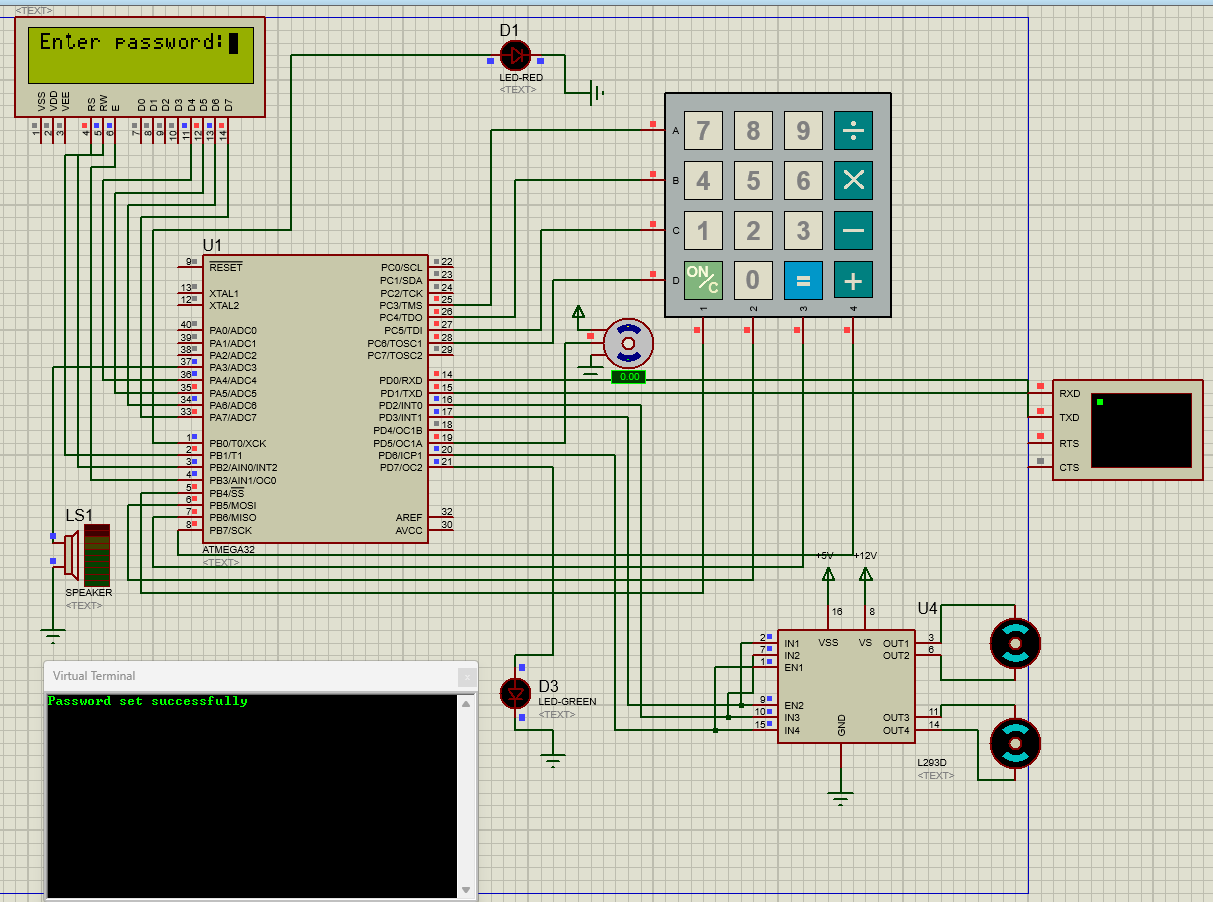 <TEXT>
Enter password:
VSS VDD VEE RS RW E D0 D1 D2 D3 D4 D5 D6 D7
1 2 3 4 5 6 7 8 9 10 11 12 13 14
D1
LED-RED
<TEXT>
A 7 8 9 ÷
B 4 5 6 ×
C 1 2 3 −
D ON/C 0 = +
1 2 3 4
U1
9 RESET PC0/SCL 22
PC1/SDA 23
13 XTAL1 PC2/TCK 24
12 XTAL2 PC3/TMS 25
PC4/TDO 26
40 PA0/ADC0 PC5/TDI 27
39 PA1/ADC1 PC6/TOSC1 28
38 PA2/ADC2 PC7/TOSC2 29
37 PA3/ADC3
36 PA4/ADC4 PD0/RXD 14
35 PA5/ADC5 PD1/TXD 15
34 PA6/ADC6 PD2/INT0 16
33 PA7/ADC7 PD3/INT1 17
PD4/OC1B 18
1 PB0/T0/XCK PD5/OC1A 19
2 PB1/T1 PD6/ICP1 20
3 PB2/AIN0/INT2 PD7/OC2 21
4 PB3/AIN1/OC0
5 PB4/SS
6 PB5/MOSI
7 PB6/MISO AREF 32
8 PB7/SCK AVCC 30
ATMEGA32
<TEXT>
0.00
RXD
TXD
RTS
CTS
LS1
SPEAKER
<TEXT>
+5V +12V
16 8
U4
2 IN1 VSS VS OUT1 3
7 IN2 OUT2 6
1 EN1
9 EN2
10 IN3 OUT3 11
15 IN4 GND OUT4 14
L293D
<TEXT>
D3
LED-GREEN
<TEXT>
Virtual Terminal
x
Password set successfully